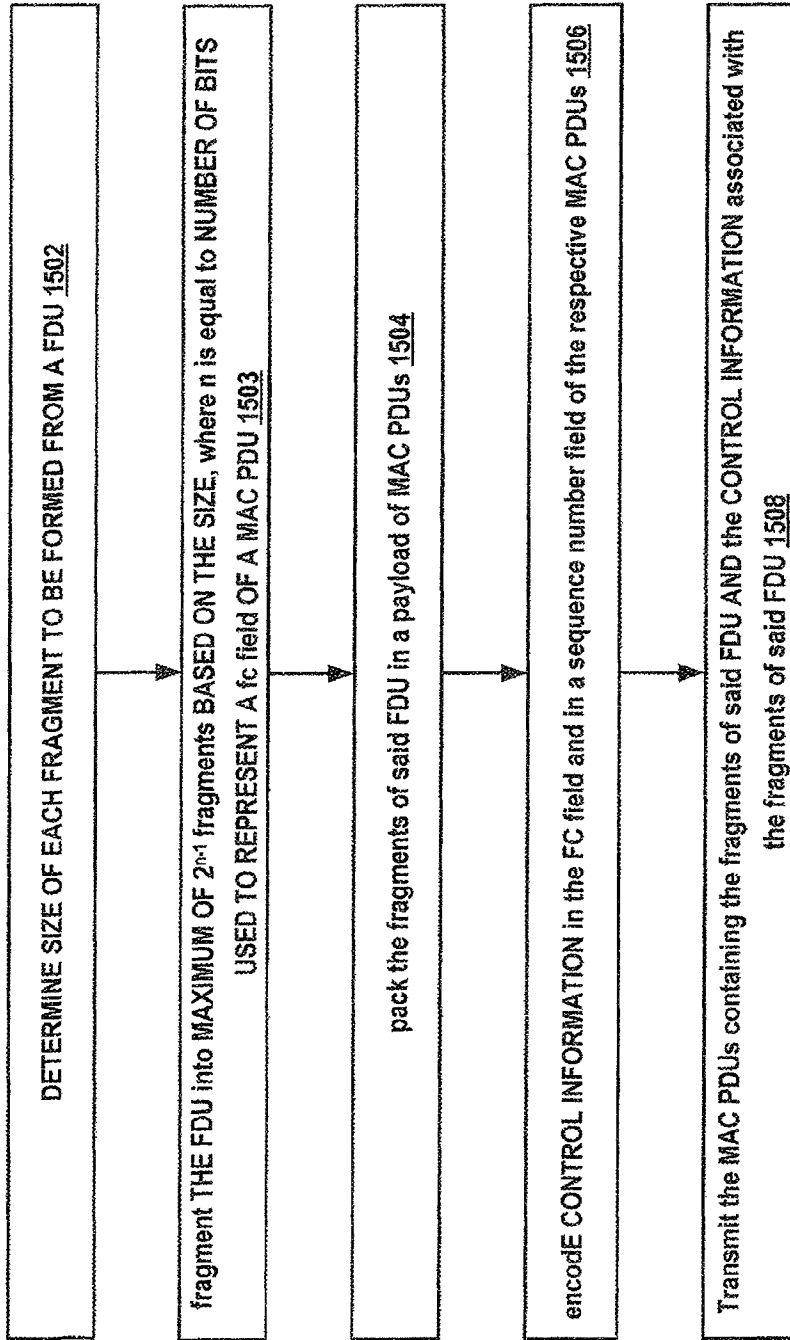 DETERMINE SIZE OF EACH FRAGMENT TO BE FORMED FROM A FDU 1502
fragment THE FDU into MAXIMUM OF 2ⁿ⁻¹ fragments BASED ON THE SIZE, where n is equal to NUMBER OF BITS
USED TO REPRESENT A fc field OF A MAC PDU 1503
pack the fragments of said FDU in a payload of MAC PDUs 1504
encodE CONTROL INFORMATION in the FC field and in a sequence number field of the respective MAC PDUs 1506
Transmit the MAC PDUs containing the fragments of said FDU AND the CONTROL INFORMATION associated with
the fragments of said FDU 1508